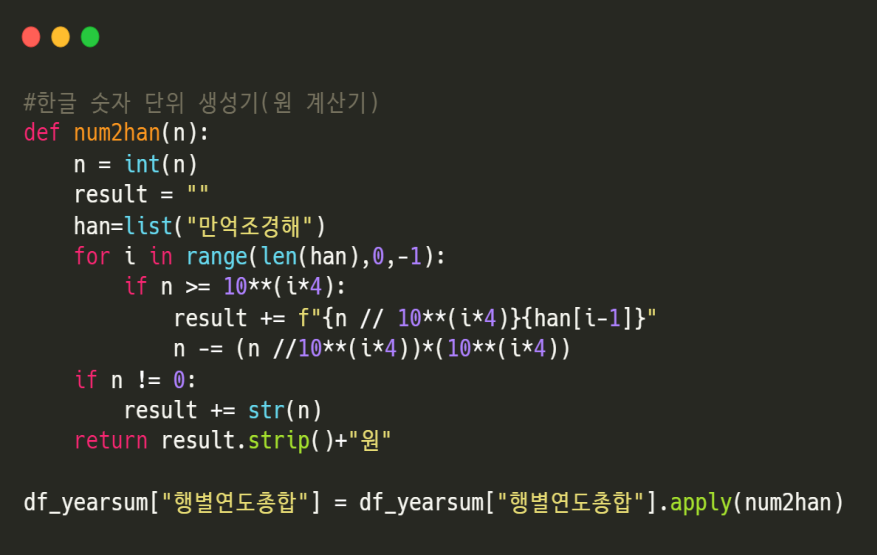 #한글 숫자 단위 생성기(원 계산기)
def num2han(n):
    n = int(n)
    result = ""
    han=list("만억조경해")
    for i in range(len(han),0,-1):
        if n >= 10**(i*4):
            result += f"{n // 10**(i*4)}{han[i-1]}"
            n -= (n //10**(i*4))*(10**(i*4))
    if n != 0:
        result += str(n)
    return result.strip()+"원"
df_yearsum["행별연도총합"] = df_yearsum["행별연도총합"].apply(num2han)